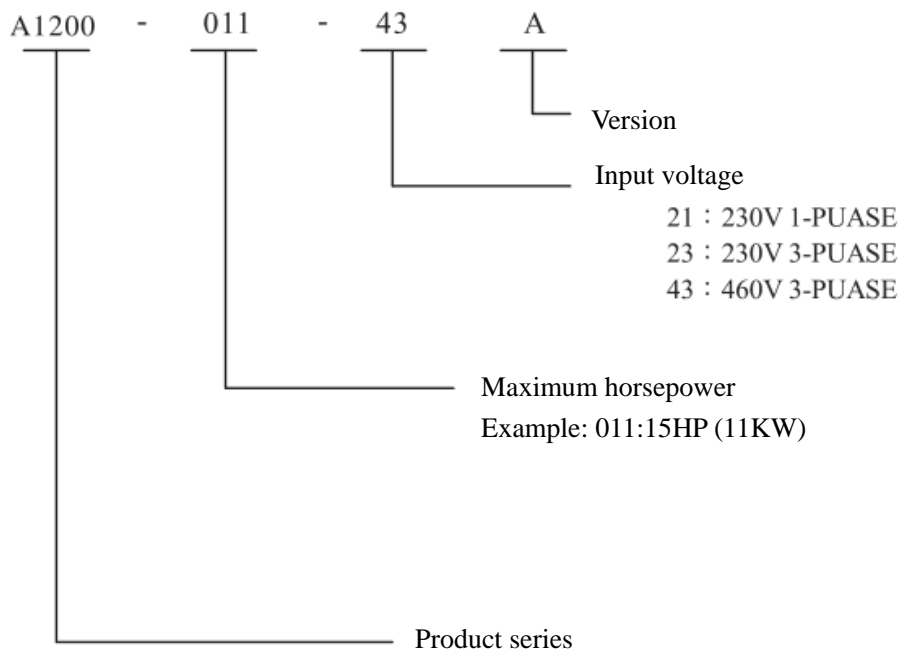 A1200 - 011 - 43 A
Version
Input voltage
21：230V 1-PUASE
23：230V 3-PUASE
43：460V 3-PUASE
Maximum horsepower
Example: 011:15HP (11KW)
Product series